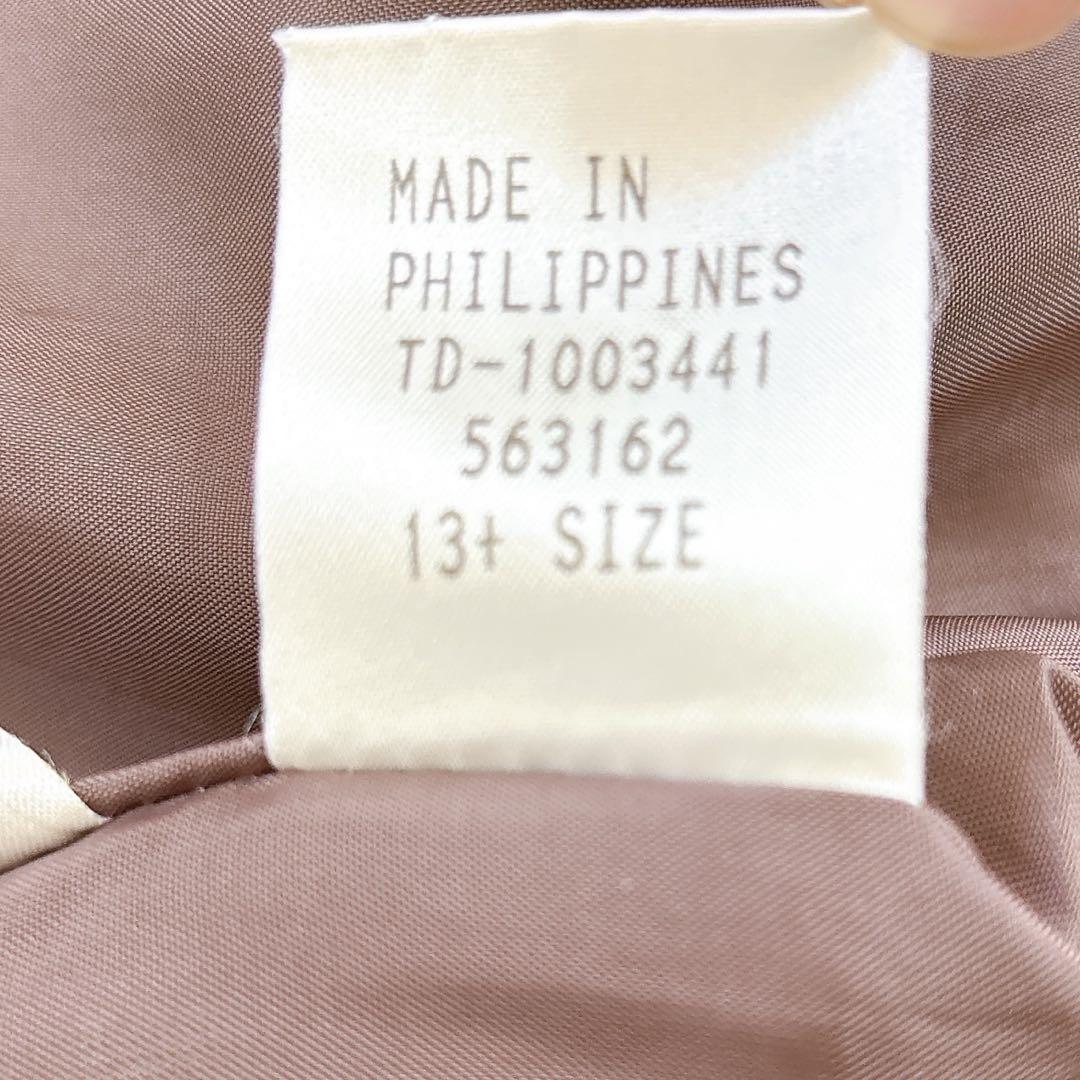 MADE IN
PHILIPPINES
TD-1003441
563162
13+ SIZE